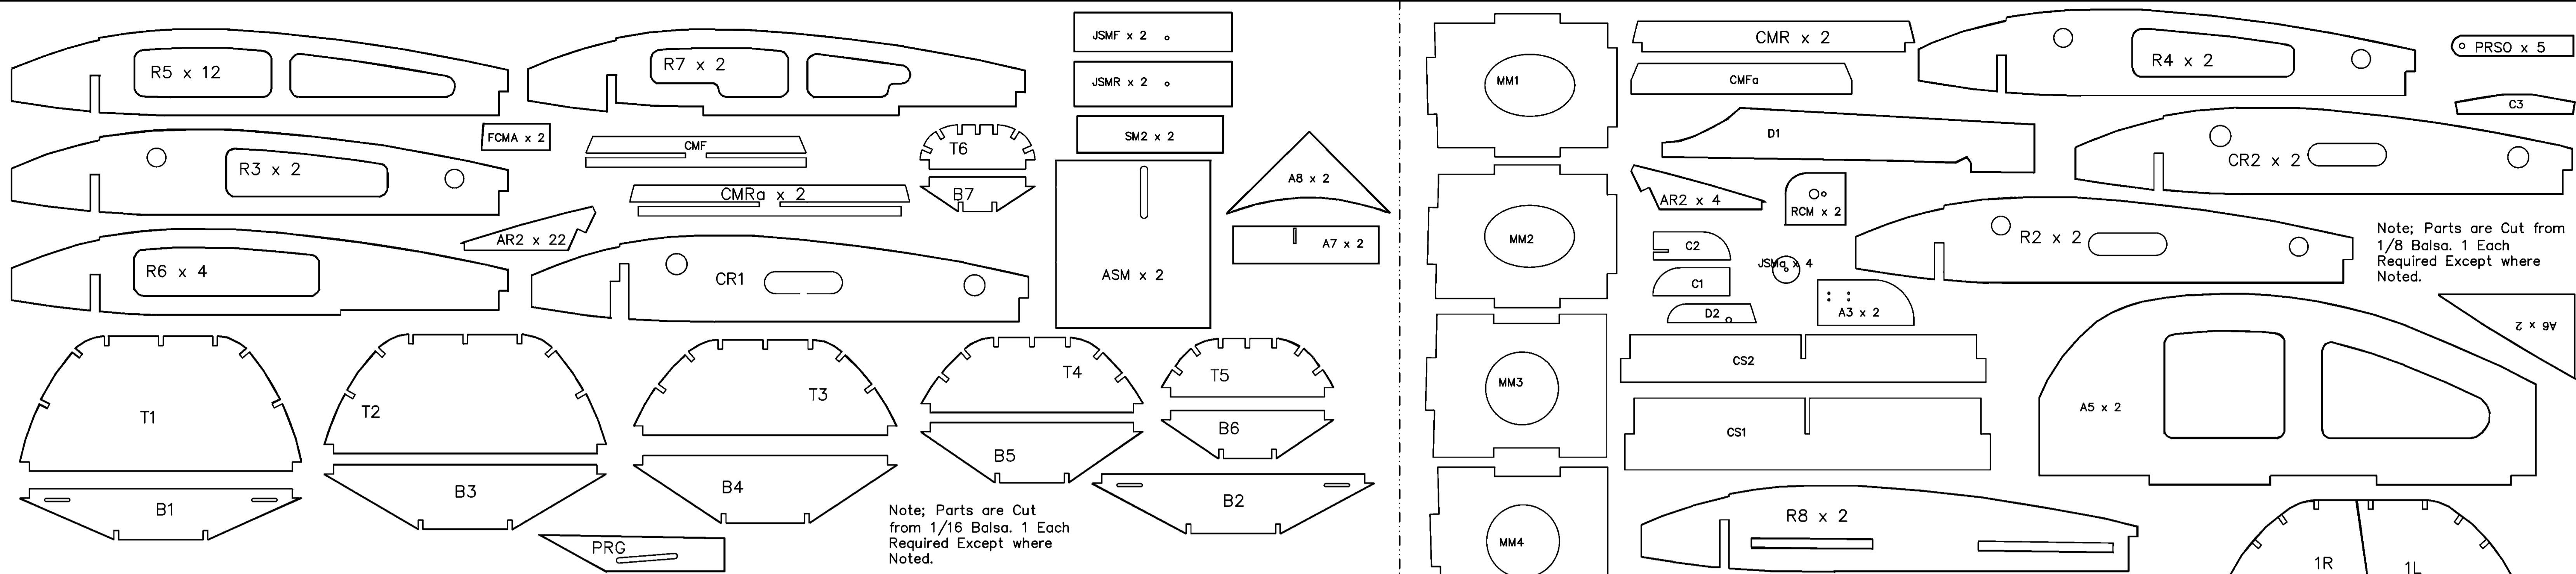 R5 x 12
R7 x 2
JSMF x 2
JSMR x 2
FCMA x 2
SM2 x 2
R3 x 2
CMF
T6
B7
CMRa x 2
A8 x 2
AR2 x 22
A7 x 2
R6 x 4
CR1
ASM x 2
T1
T2
T3
T4
T5
B1
B3
B4
B5
B6
B2
PRG
Note; Parts are Cut
from 1/16 Balsa. 1 Each
Required Except where
Noted.
MM1
CMR x 2
CMFa
R4 x 2
PRSO x 5
C3
D1
CR2 x 2
MM2
AR2 x 4
RCM x 2
R2 x 2
Note; Parts are Cut from
1/8 Balsa. 1 Each
Required Except where
Noted.
C2
JSMa x 4
C1
D2
A3 x 2
A6 x 2
MM3
CS2
CS1
A5 x 2
MM4
R8 x 2
1R
1L